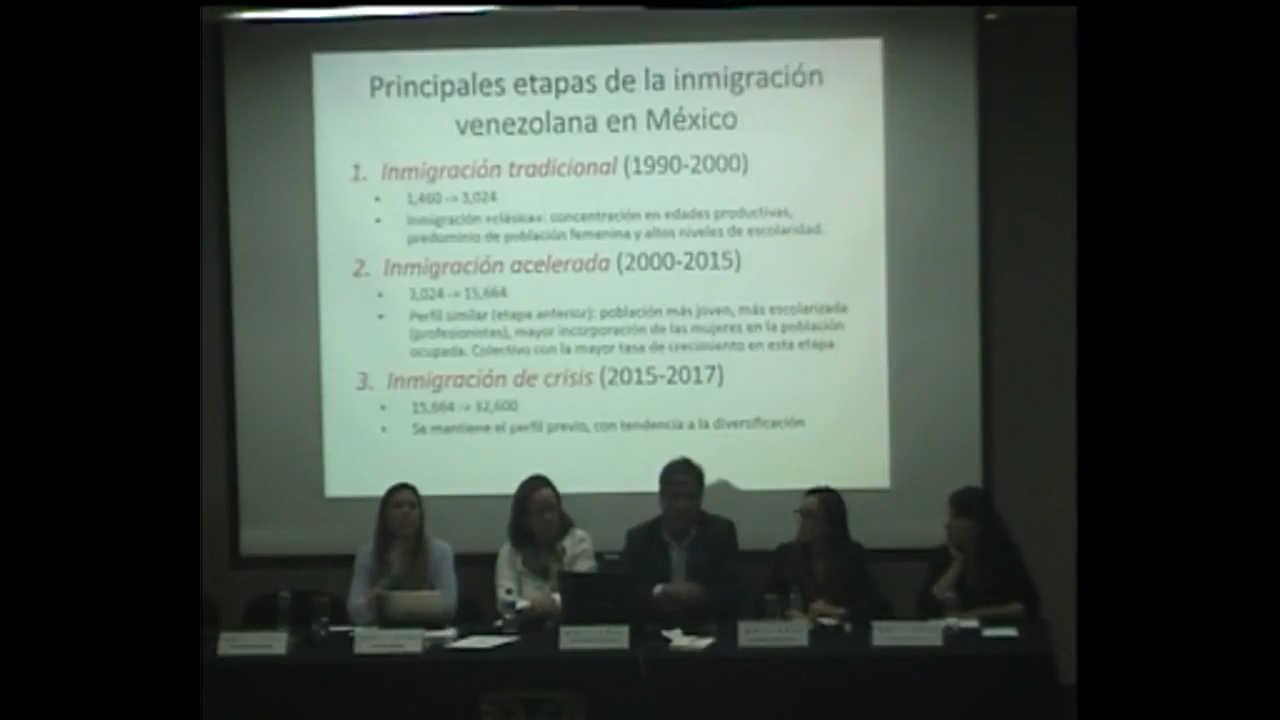 Principales etapas de la inmigración
venezolana en México
1. Inmigración tradicional (1990-2000)
• 1,460 -> 3,024
• Inmigración «clásica»: concentración en edades productivas,
predominio de población femenina y altos niveles de escolaridad.
2. Inmigración acelerada (2000-2015)
• 3,024 -> 15,664
• Perfil similar (etapa anterior): población más joven, más escolarizada
(profesionistas), mayor incorporación de las mujeres en la población
ocupada. Colectivo con la mayor tasa de crecimiento en esta etapa
3. Inmigración de crisis (2015-2017)
• 15,664 -> 32,600
• Se mantiene el perfil previo, con tendencia a la diversificación